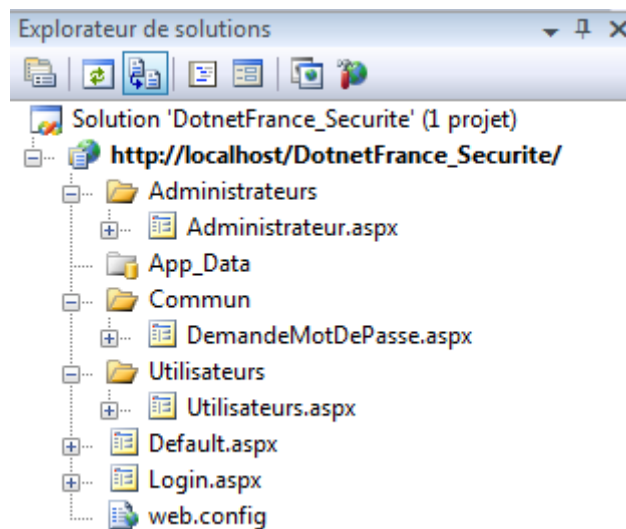 Explorateur de solutions
Solution 'DotnetFrance_Securite' (1 projet)
http://localhost/DotnetFrance_Securite/
Administrateurs
Administrateur.aspx
App_Data
Commun
DemandeMotDePasse.aspx
Utilisateurs
Utilisateurs.aspx
Default.aspx
Login.aspx
web.config